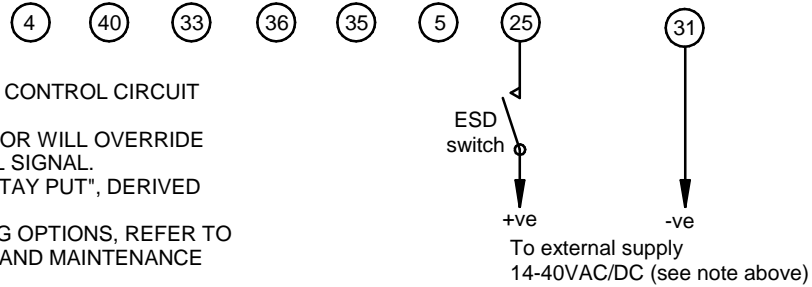 4 40 33 36 35 5 25 31
CONTROL CIRCUIT
OR WILL OVERRIDE
L SIGNAL.
TAY PUT", DERIVED
G OPTIONS, REFER TO
AND MAINTENANCE
ESD
switch
+ve -ve
To external supply
14-40VAC/DC (see note above)